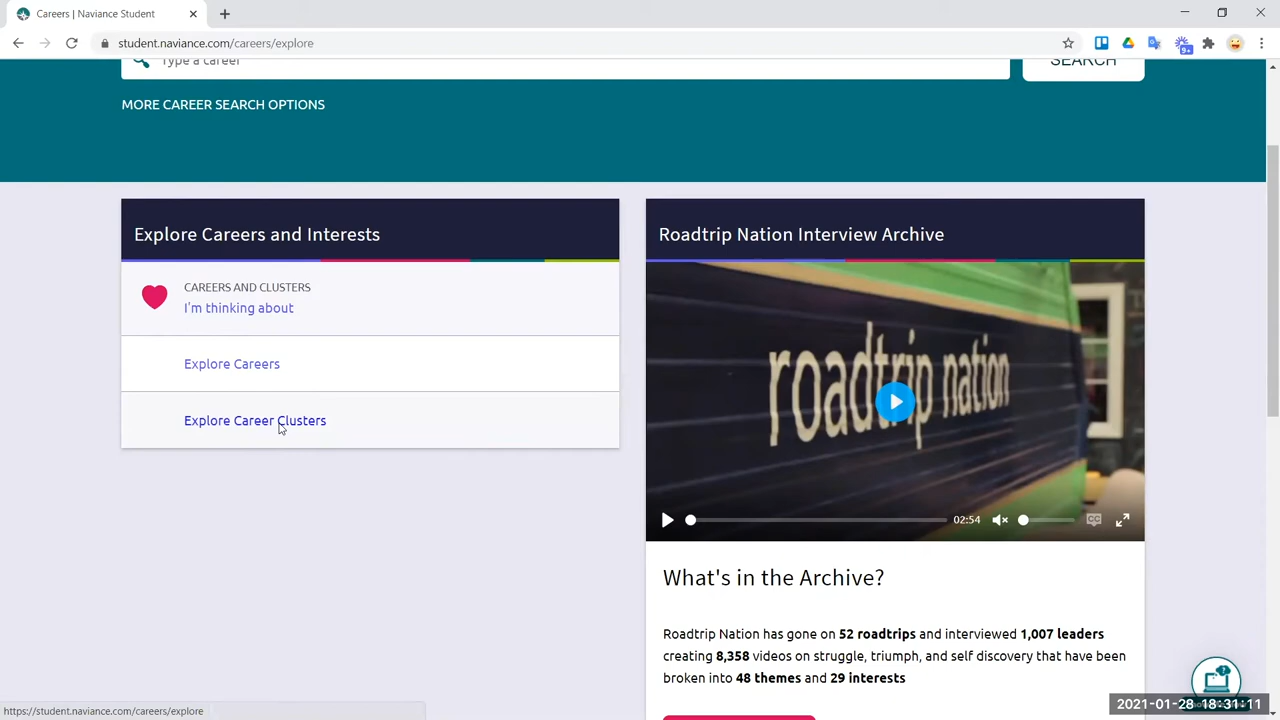 Careers | Naviance Student
student.naviance.com/careers/explore
9+
Type a career
SEARCH
MORE CAREER SEARCH OPTIONS
Explore Careers and Interests
CAREERS AND CLUSTERS
I'm thinking about
Explore Careers
Explore Career Clusters
Roadtrip Nation Interview Archive
roadtrip nation
02:54
CC
What's in the Archive?
Roadtrip Nation has gone on 52 roadtrips and interviewed 1,007 leaders
creating 8,358 videos on struggle, triumph, and self discovery that have been
broken into 48 themes and 29 interests
https://student.naviance.com/careers/explore
2021-01-28 18:31:11